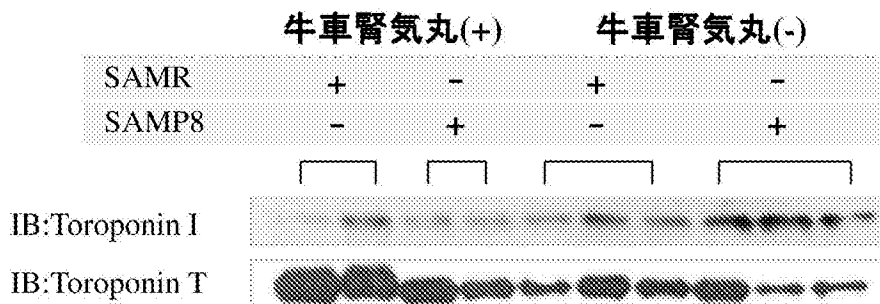 牛車腎気丸(+) 牛車腎気丸(-)
SAMR + - + -
SAMP8 - + - +
IB:Toroponin I
IB:Toroponin T